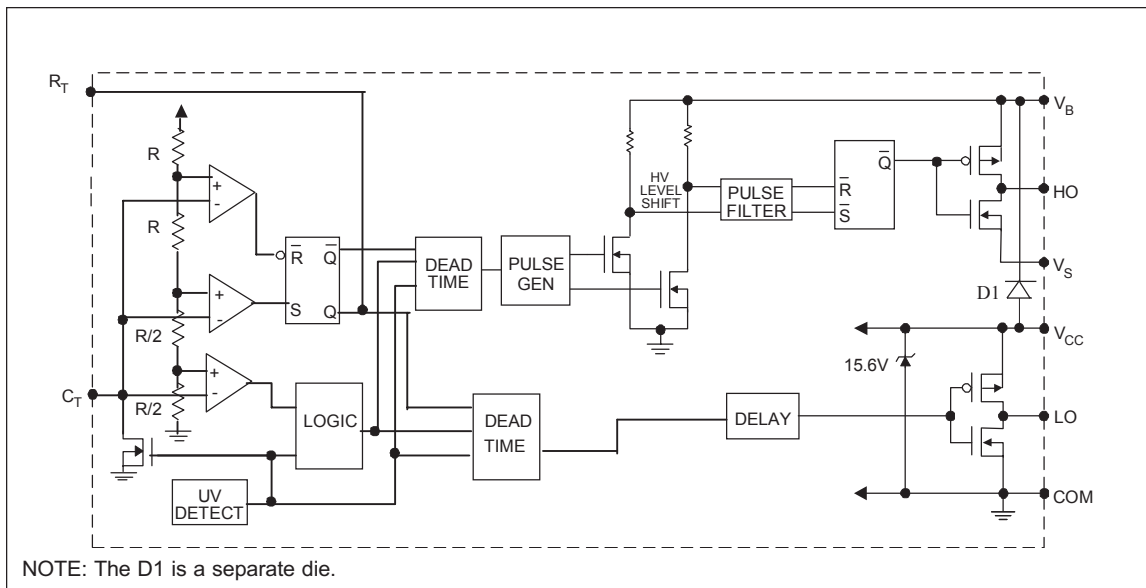 R_T
V_B
R
+
-
HV
LEVEL
SHIFT
PULSE
FILTER
R̅
S̅
Q̅
HO
R
R̅
Q̅
S
Q
DEAD
TIME
PULSE
GEN
V_S
D1
+
-
R/2
V_CC
15.6V
+
-
C_T
R/2
LOGIC
DEAD
TIME
DELAY
LO
UV
DETECT
COM
NOTE: The D1 is a separate die.